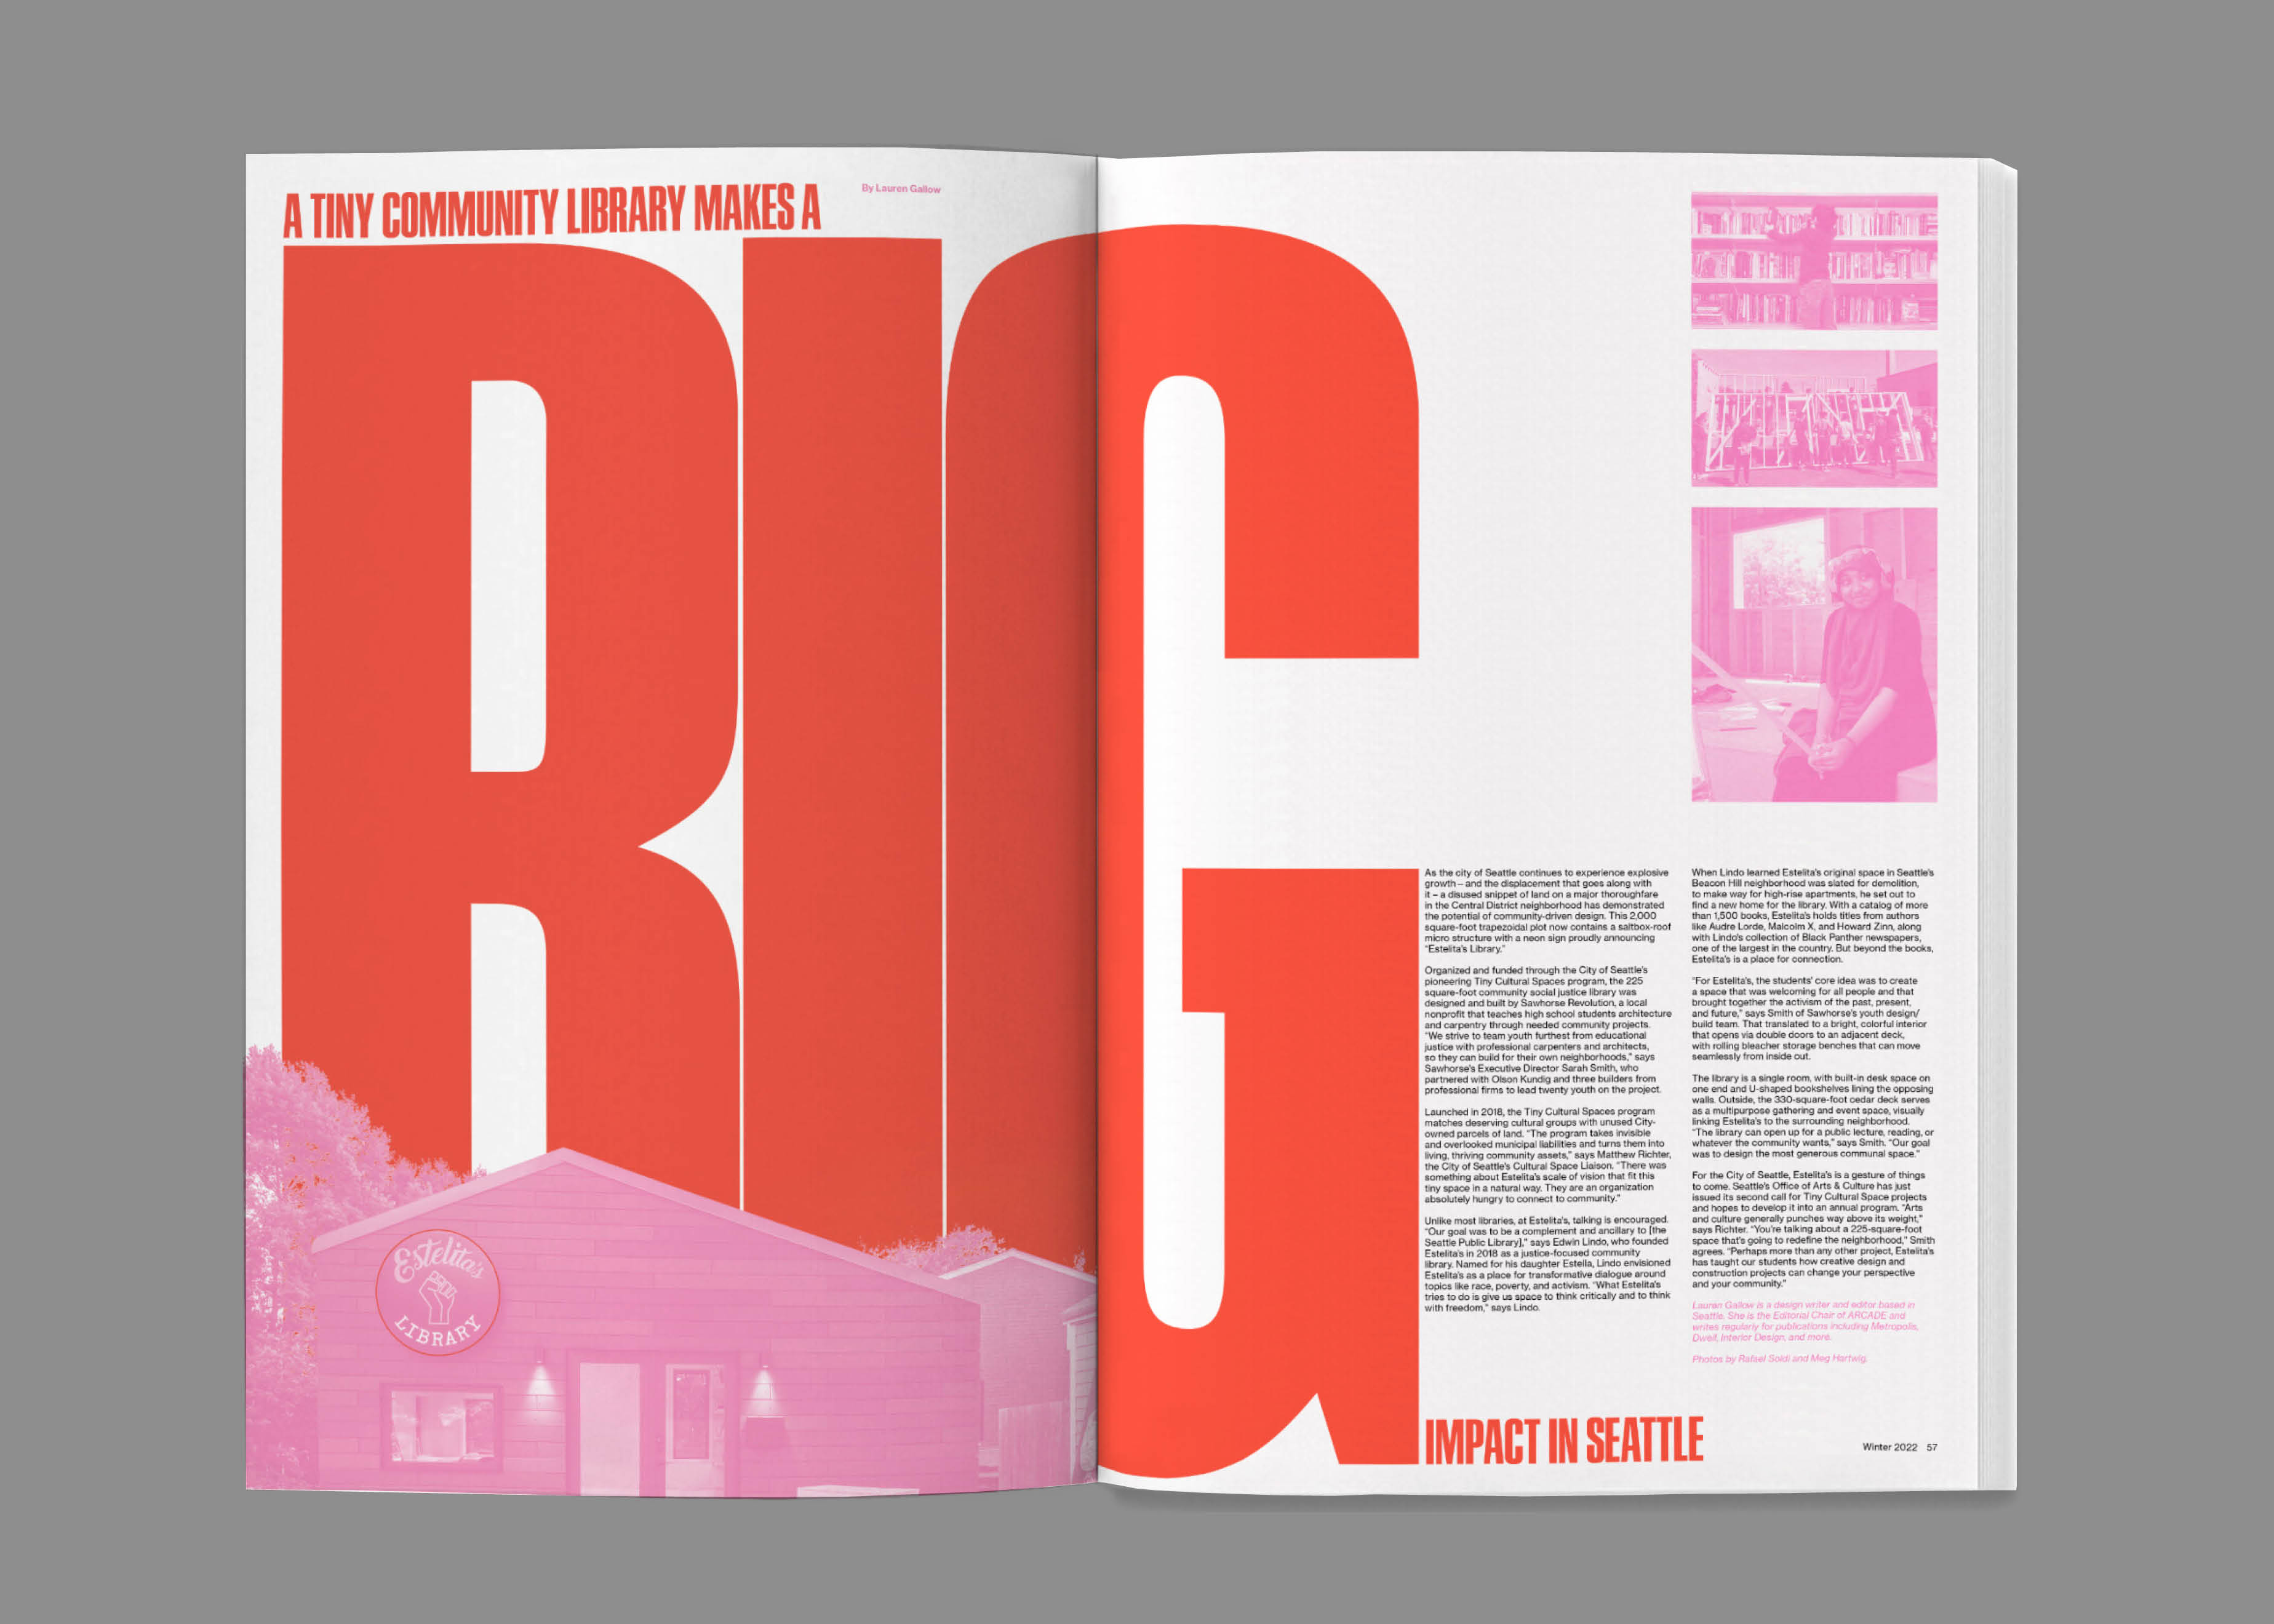 A TINY COMMUNITY LIBRARY MAKES A
By Lauren Gallow
BIG
Estelita's
LIBRARY
As the city of Seattle continues to experience explosive
growth – and the displacement that goes along with
it – a disused snippet of land on a major thoroughfare
in the Central District neighborhood has demonstrated
the potential of community-driven design. This 2,000
square-foot trapezoidal plot now contains a saltbox-roof
micro structure with a neon sign proudly announcing
“Estelita’s Library.”
Organized and funded through the City of Seattle’s
pioneering Tiny Cultural Spaces program, the 225
square-foot community social justice library was
designed and built by Sawhorse Revolution, a local
nonprofit that teaches high school students architecture
and carpentry through needed community projects.
“We strive to team youth furthest from educational
justice with professional carpenters and architects,
so they can build for their own neighborhoods,” says
Sawhorse’s Executive Director Sarah Smith, who
partnered with Olson Kundig and three builders from
professional firms to lead twenty youth on the project.
Launched in 2018, the Tiny Cultural Spaces program
matches deserving cultural groups with unused City-
owned parcels of land. “The program takes invisible
and overlooked municipal liabilities and turns them into
living, thriving community assets,” says Matthew Richter,
the City of Seattle’s Cultural Space Liaison. “There was
something about Estelita’s scale of vision that fit this
tiny space in a natural way. They are an organization
absolutely hungry to connect to community.”
Unlike most libraries, at Estelita’s, talking is encouraged.
“Our goal was to be a complement and ancillary to [the
Seattle Public Library],” says Edwin Lindo, who founded
Estelita’s in 2018 as a justice-focused community
library. Named for his daughter Estella, Lindo envisioned
Estelita’s as a place for transformative dialogue around
topics like race, poverty, and activism. “What Estelita’s
tries to do is give us space to think critically and to think
with freedom,” says Lindo.
When Lindo learned Estelita’s original space in Seattle’s
Beacon Hill neighborhood was slated for demolition,
to make way for high-rise apartments, he set out to
find a new home for the library. With a catalog of more
than 1,500 books, Estelita’s holds titles from authors
like Audre Lorde, Malcolm X, and Howard Zinn, along
with Lindo’s collection of Black Panther newspapers,
one of the largest in the country. But beyond the books,
Estelita’s is a place for connection.
“For Estelita’s, the students’ core idea was to create
a space that was welcoming for all people and that
brought together the activism of the past, present,
and future,” says Smith of Sawhorse’s youth design/
build team. That translated to a bright, colorful interior
that opens via double doors to an adjacent deck,
with rolling bleacher storage benches that can move
seamlessly from inside out.
The library is a single room, with built-in desk space on
one end and U-shaped bookshelves lining the opposing
walls. Outside, the 330-square-foot cedar deck serves
as a multipurpose gathering and event space, visually
linking Estelita’s to the surrounding neighborhood.
“The library can open up for a public lecture, reading, or
whatever the community wants,” says Smith. “Our goal
was to design the most generous communal space.”
For the City of Seattle, Estelita’s is a gesture of things
to come. Seattle’s Office of Arts & Culture has just
issued its second call for Tiny Cultural Space projects
and hopes to develop it into an annual program. “Arts
and culture generally punches way above its weight,”
says Richter. “You’re talking about a 225-square-foot
space that’s going to redefine the neighborhood,” Smith
agrees. “Perhaps more than any other project, Estelita’s
has taught our students how creative design and
construction projects can change your perspective
and your community.”
Lauren Gallow is a design writer and editor based in
Seattle. She is the Editorial Chair of ARCADE and
writes regularly for publications including Metropolis,
Dwell, Interior Design, and more.
Photos by Rafael Soldi and Meg Hartwig.
IMPACT IN SEATTLE
Winter 2022 57